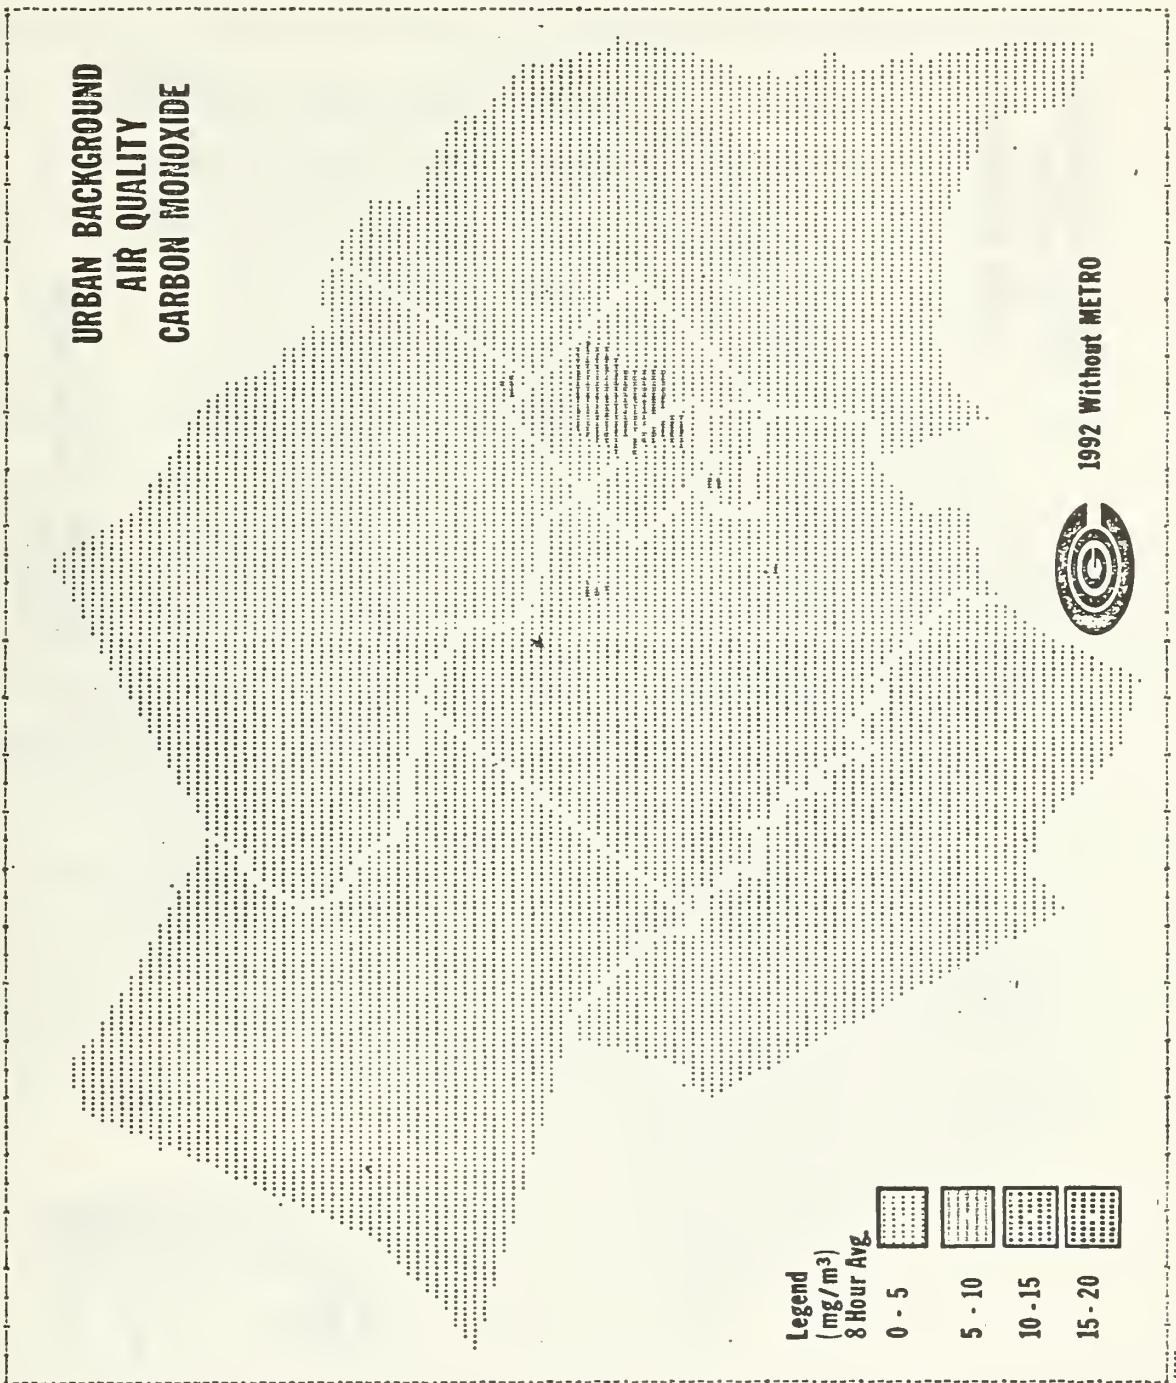 URBAN BACKGROUND
AIR QUALITY
CARBON MONOXIDE
1992 Without METRO
Legend
(mg/m³)
8 Hour Avg.
0 - 5
5 - 10
10 - 15
15 - 20